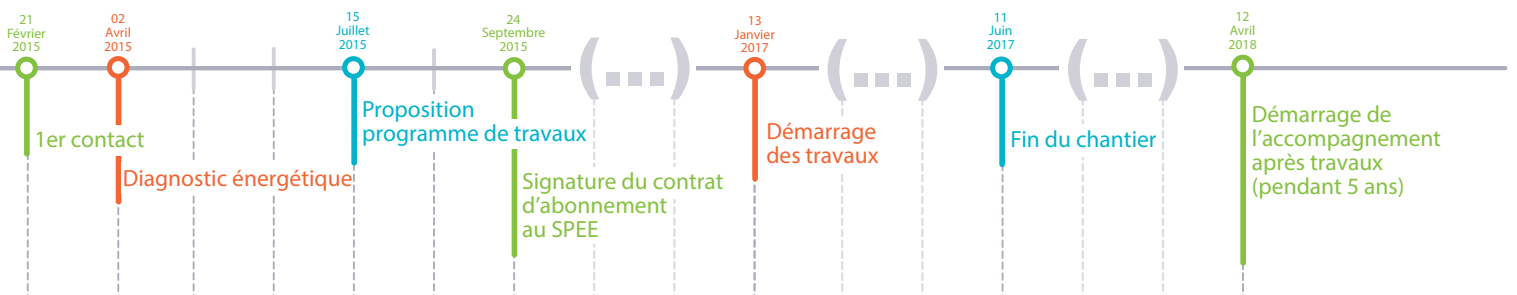 21
Février
2015
02
Avril
2015
15
Juillet
2015
24
Septembre
2015
13
Janvier
2017
11
Juin
2017
12
Avril
2018
(...)
(...)
(...)
1er contact
Diagnostic énergétique
Proposition
programme de travaux
Signature du contrat
d'abonnement
au SPEE
Démarrage
des travaux
Fin du chantier
Démarrage de
l'accompagnement
après travaux
(pendant 5 ans)